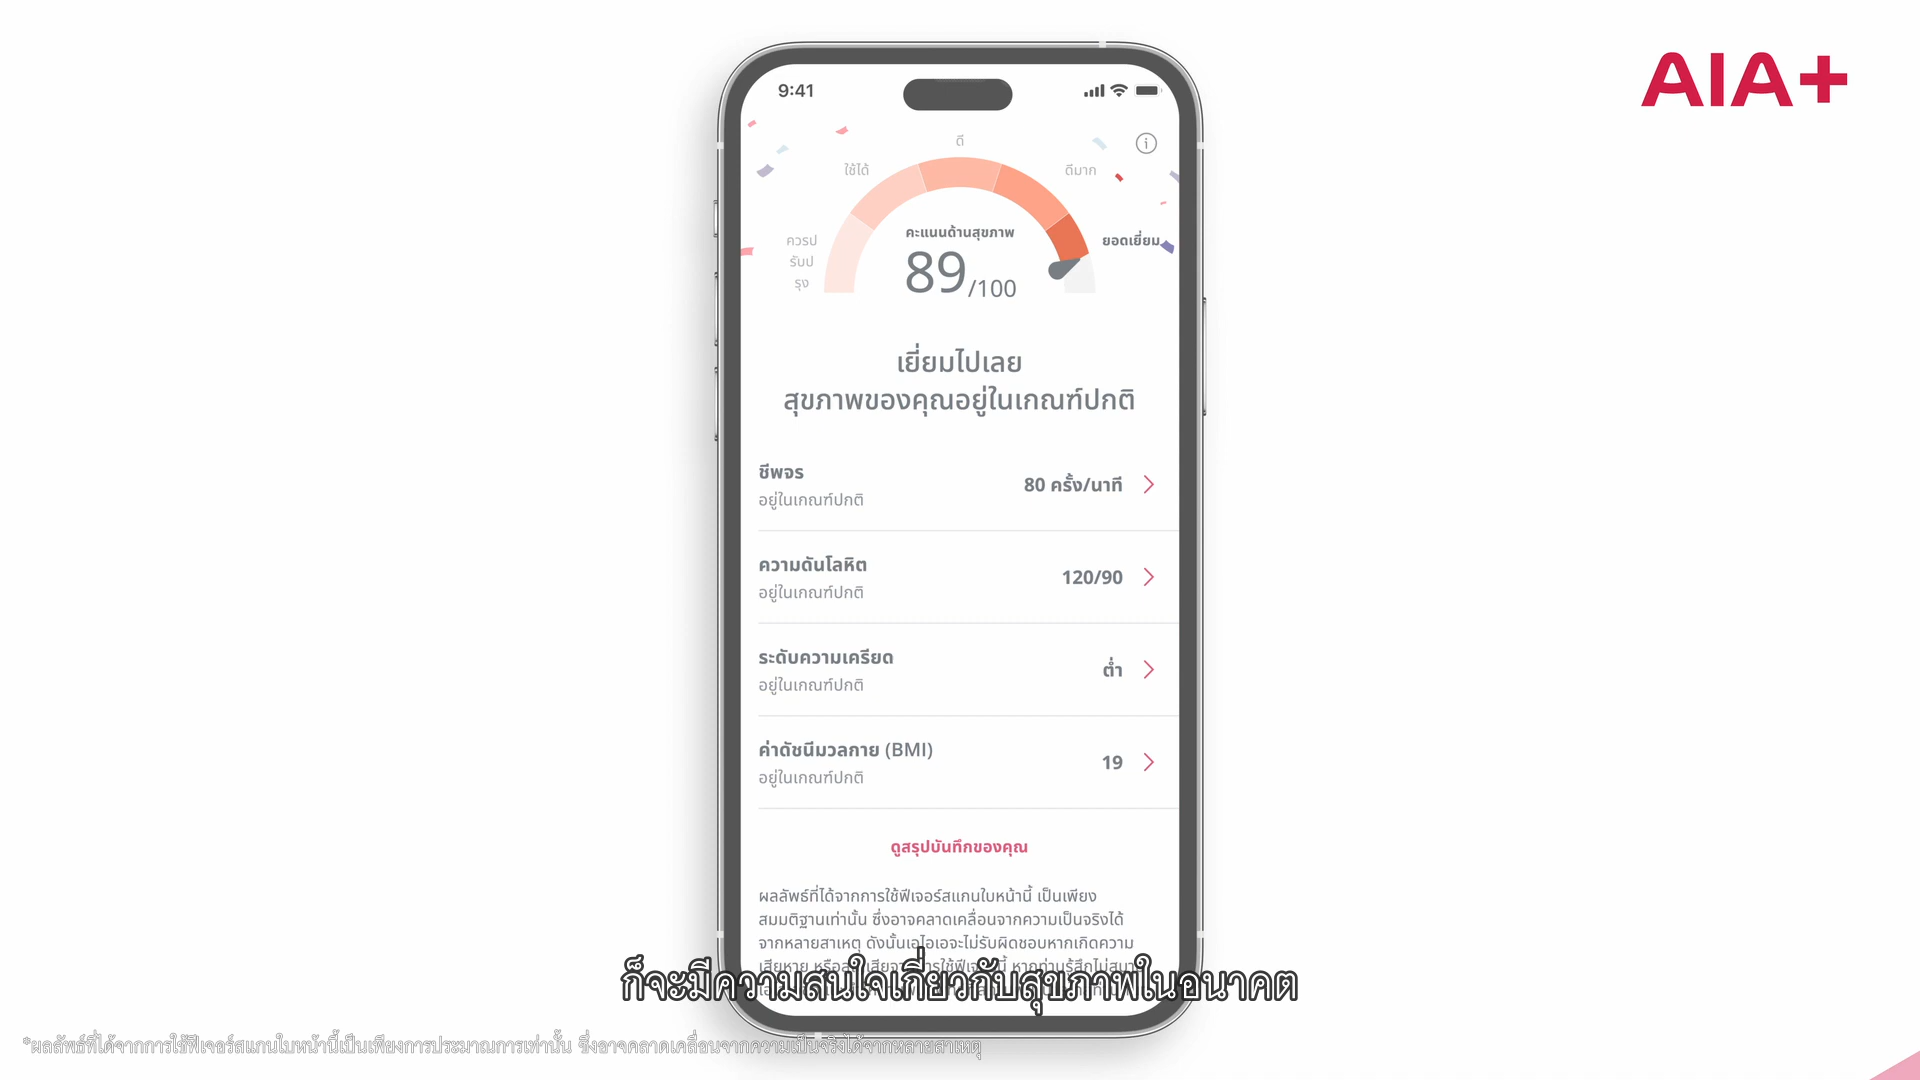 AIA+
9:41
ดี
ใช้ได้
ดีมาก
ควรป
รับป
รุง
ยอดเยี่ยม
คะแนนด้านสุขภาพ
89/100
เยี่ยมไปเลย
สุขภาพของคุณอยู่ในเกณฑ์ปกติ
ชีพจร
อยู่ในเกณฑ์ปกติ
80 ครั้ง/นาที
ความดันโลหิต
อยู่ในเกณฑ์ปกติ
120/90
ระดับความเครียด
อยู่ในเกณฑ์ปกติ
ต่ำ
ค่าดัชนีมวลกาย (BMI)
อยู่ในเกณฑ์ปกติ
19
ดูสรุปบันทึกของคุณ
ผลลัพธ์ที่ได้จากการใช้ฟีเจอร์สแกนใบหน้านี้ เป็นเพียง
สมมติฐานเท่านั้น ซึ่งอาจคลาดเคลื่อนจากความเป็นจริงได้
จากหลายสาเหตุ ดังนั้นเอไอเอจะไม่รับผิดชอบหากเกิดความ
เสียหาย
ก็จะมีความสนใจเกี่ยวกับสุขภาพในอนาคต
*ผลลัพธ์ที่ได้จากการใช้ฟีเจอร์สแกนใบหน้านี้เป็นเพียงการประมาณการเท่านั้น ซึ่งอาจคลาดเคลื่อนจากความเป็นจริงได้จากหลายสาเหตุ